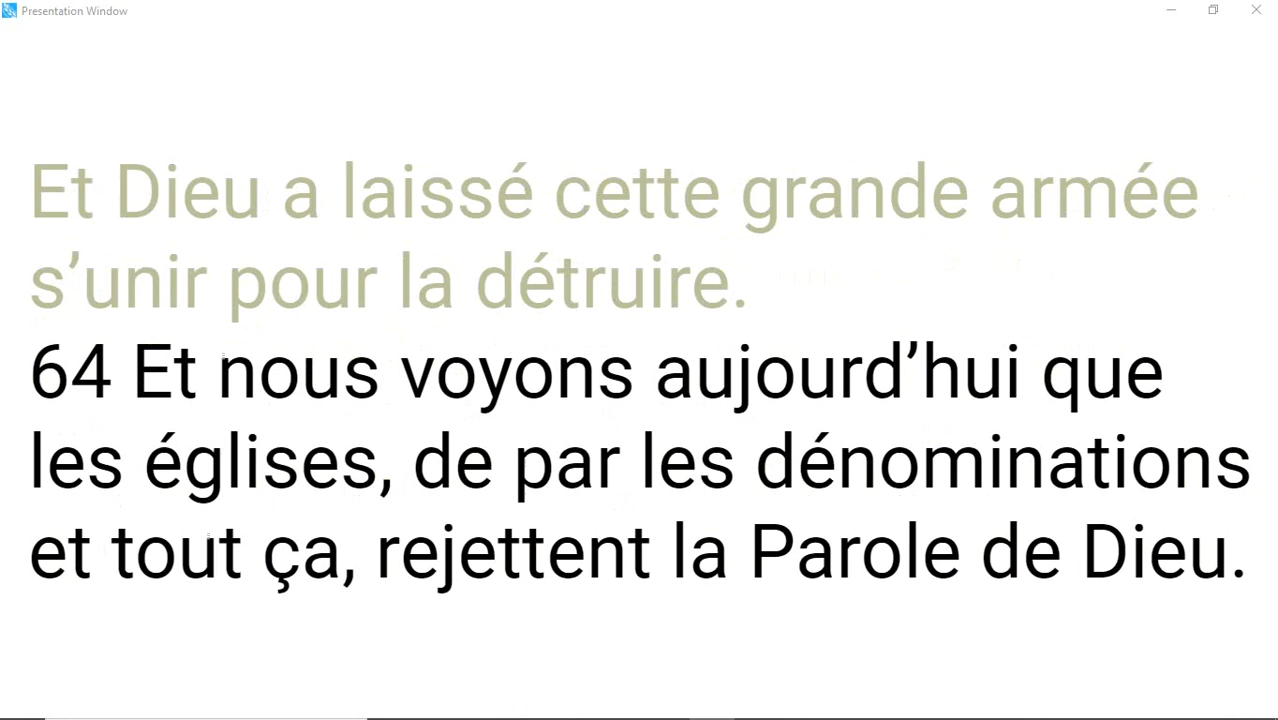 Presentation Window
Et Dieu a laissé cette grande armée
s’unir pour la détruire.
64 Et nous voyons aujourd’hui que
les églises, de par les dénominations
et tout ça, rejettent la Parole de Dieu.